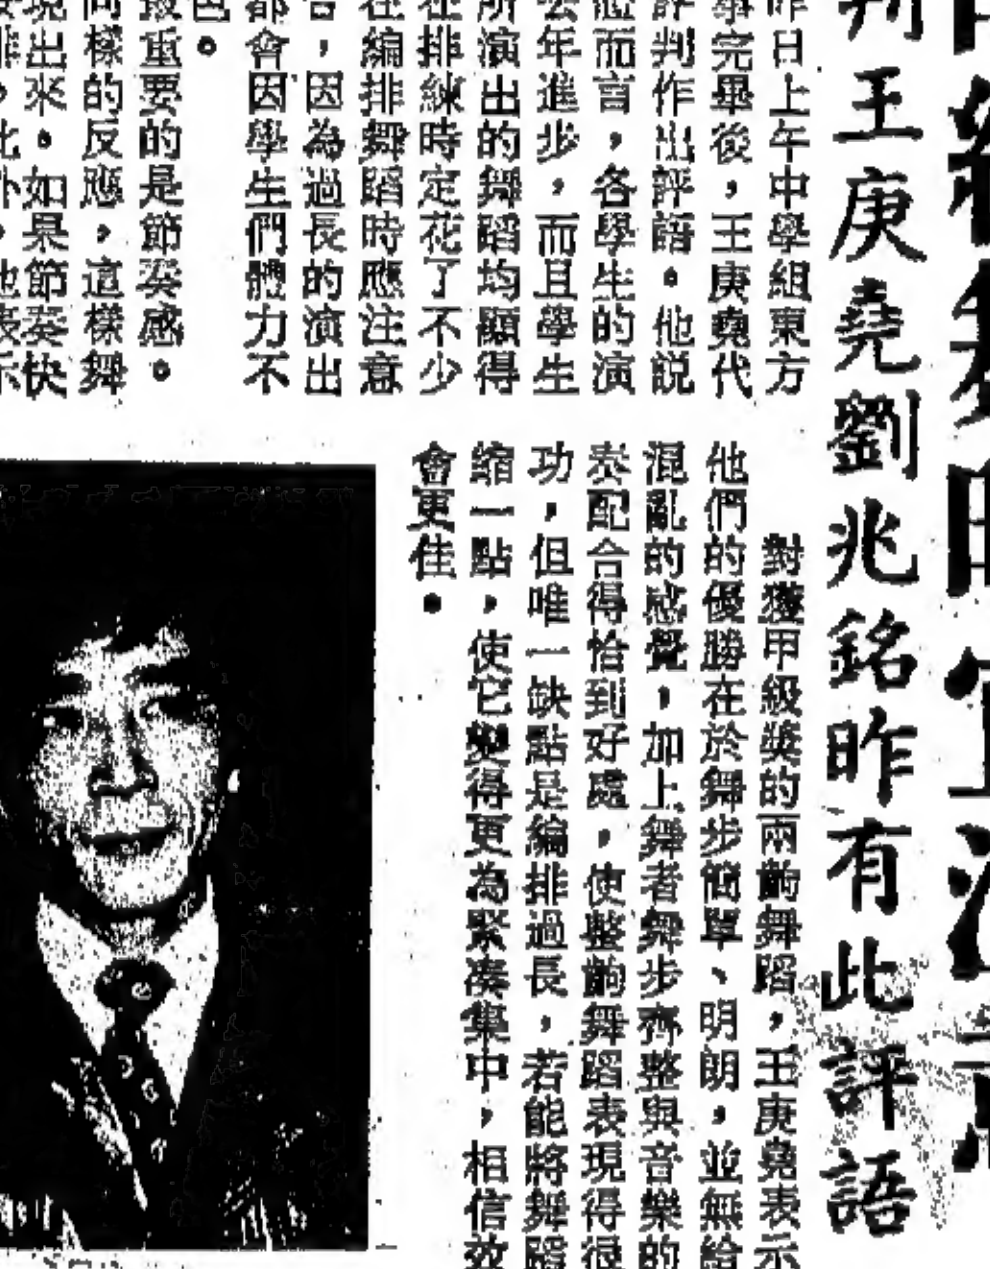 判王庚堯劉兆銘昨有此評語
昨日上午中學組東方
完畢後，王庚堯代
評判作出評語。他説
位而言，各學生的演
去年進步，而且學生
所演出的舞蹈均顯得
在排練時定花了不少
在編排舞蹈時應注意
，因為過長的演出
都會因學生們體力不
色。
最重要的是節奏感。
同樣的反應，這樣舞
現出來。如果節奏快
排，此外，他表示
對獲甲級獎的兩齣舞蹈，王庚堯表示
他們的優勝在於舞步簡單、明朗，並無給
混亂的感覺，加上舞者舞步齊整與音樂的
奏配合得恰到好處，使整齣舞蹈表現得很
功，但唯一缺點是編排過長，若能將舞蹈
縮一點，使它變得更為緊凑集中，相信效
會更佳。